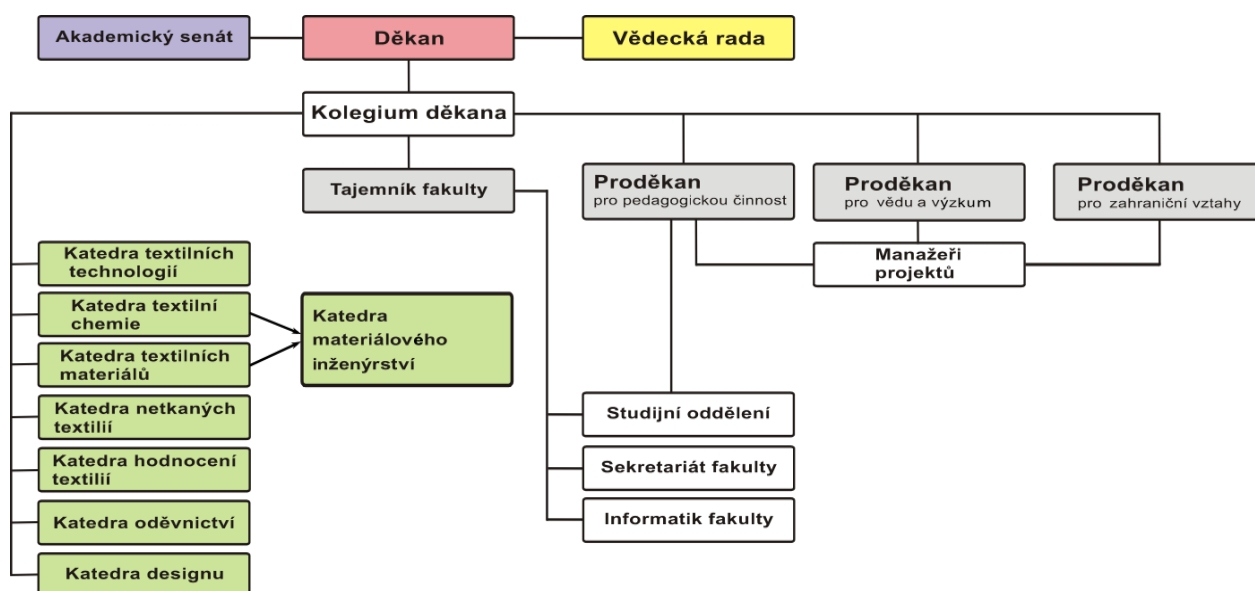 Akademický senát
Děkan
Vědecká rada
Kolegium děkana
Tajemník fakulty
Proděkan
pro pedagogickou činnost
Proděkan
pro vědu a výzkum
Proděkan
pro zahraniční vztahy
Manažeři
projektů
Katedra textilních
technologií
Katedra textilní
chemie
Katedra textilních
materiálů
Katedra
materiálového
inženýrství
Katedra netkaných
textilií
Katedra hodnocení
textilií
Katedra oděvnictví
Katedra designu
Studijní oddělení
Sekretariát fakulty
Informatik fakulty